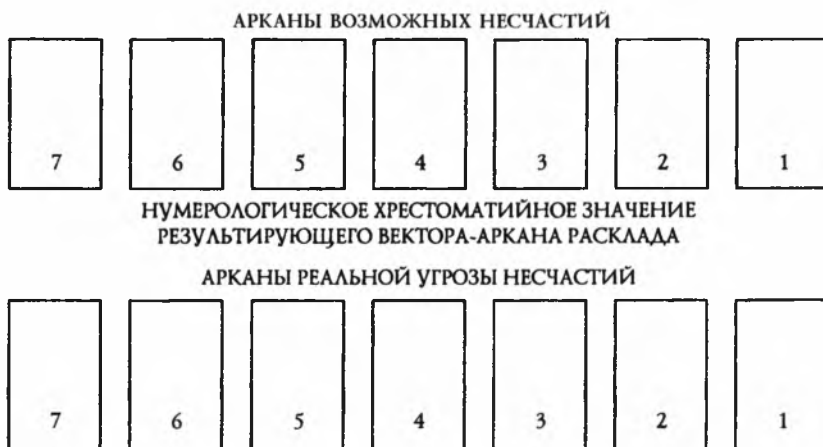 АРКАНЫ ВОЗМОЖНЫХ НЕСЧАСТИЙ
7 6 5 4 3 2 1
НУМЕРОЛОГИЧЕСКОЕ ХРЕСТОМАТИЙНОЕ ЗНАЧЕНИЕ
РЕЗУЛЬТИРУЮЩЕГО ВЕКТОРА-АРКАНА РАСКЛАДА
АРКАНЫ РЕАЛЬНОЙ УГРОЗЫ НЕСЧАСТИЙ
7 6 5 4 3 2 1